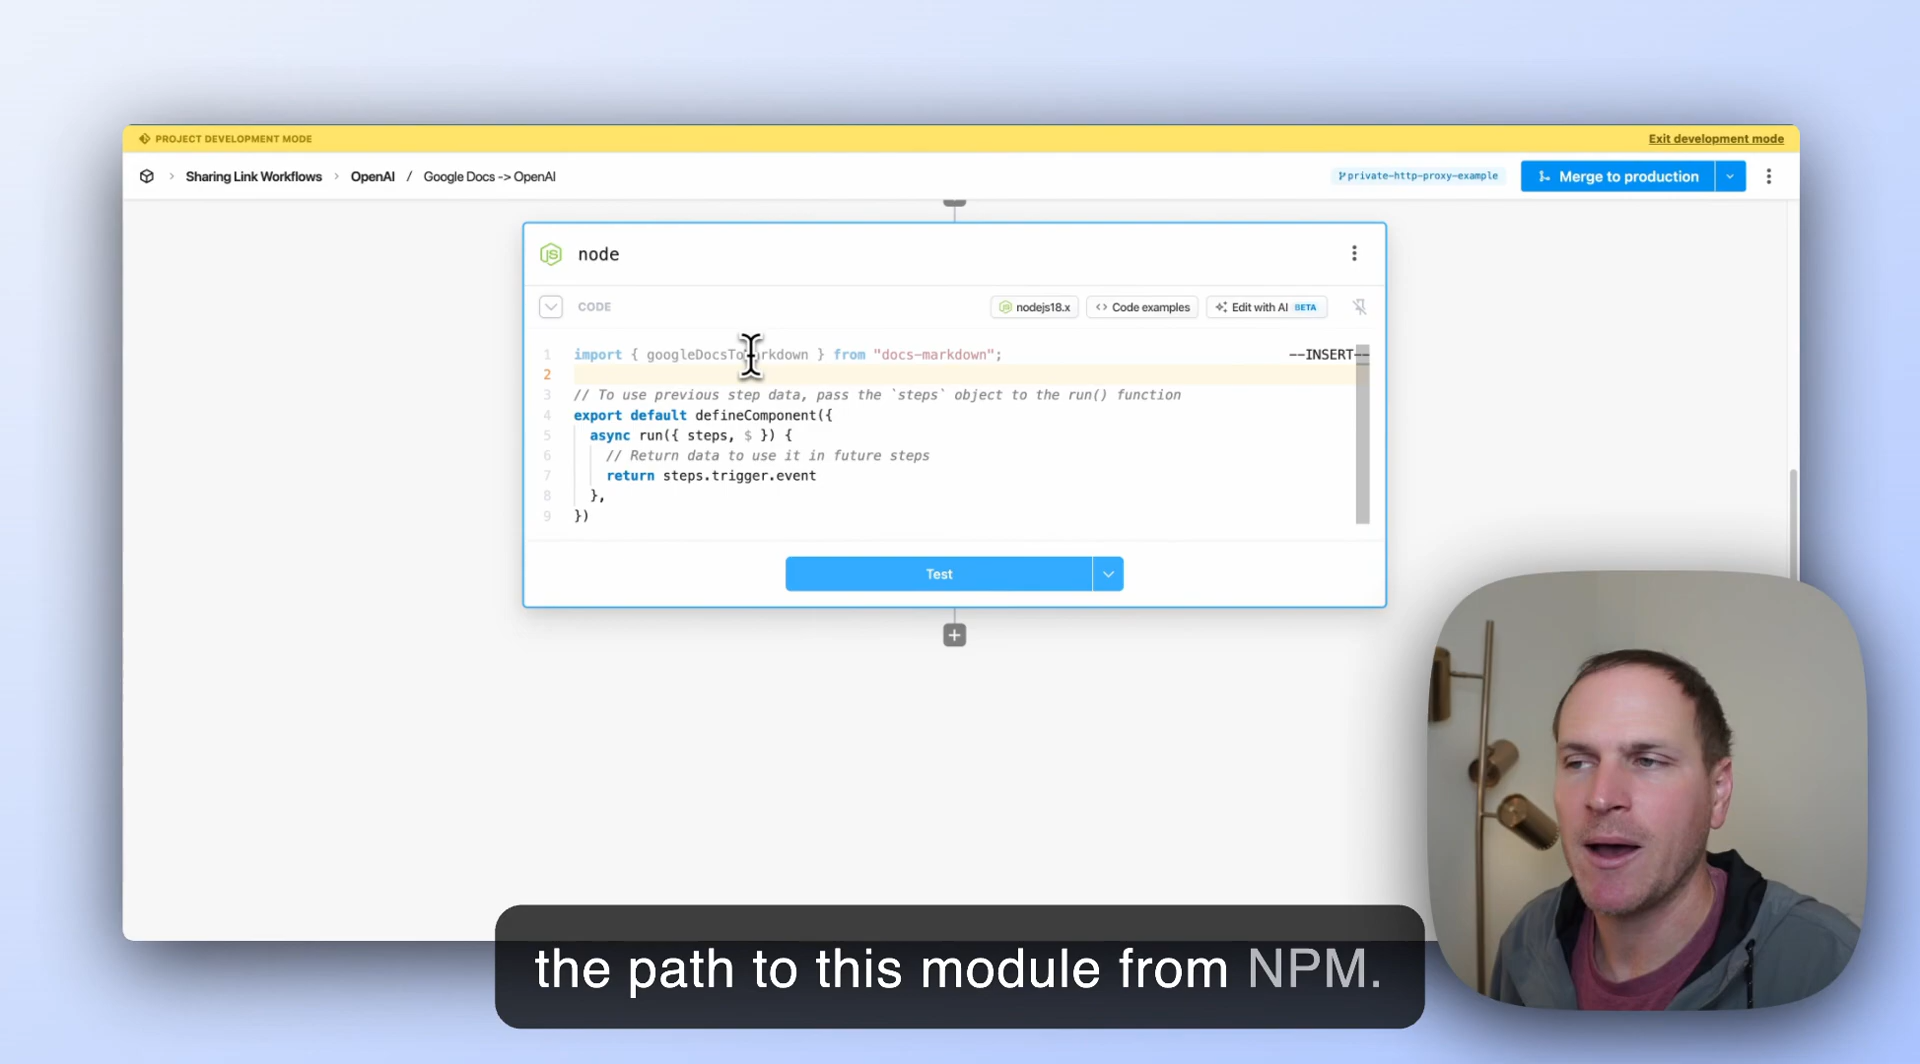 PROJECT DEVELOPMENT MODE
Exit development mode
Sharing Link Workflows > OpenAI / Google Docs -> OpenAI
private-http-proxy-example
Merge to production
JS node
CODE
JS nodejs18.x
<> Code examples
Edit with AI BETA
1 import { googleDocsToMarkdown } from "docs-markdown";
--INSERT--
2
3 // To use previous step data, pass the `steps` object to the run() function
4 export default defineComponent({
5 async run({ steps, $ }) {
6 // Return data to use it in future steps
7 return steps.trigger.event
8 },
9 })
Test
the path to this module from NPM.